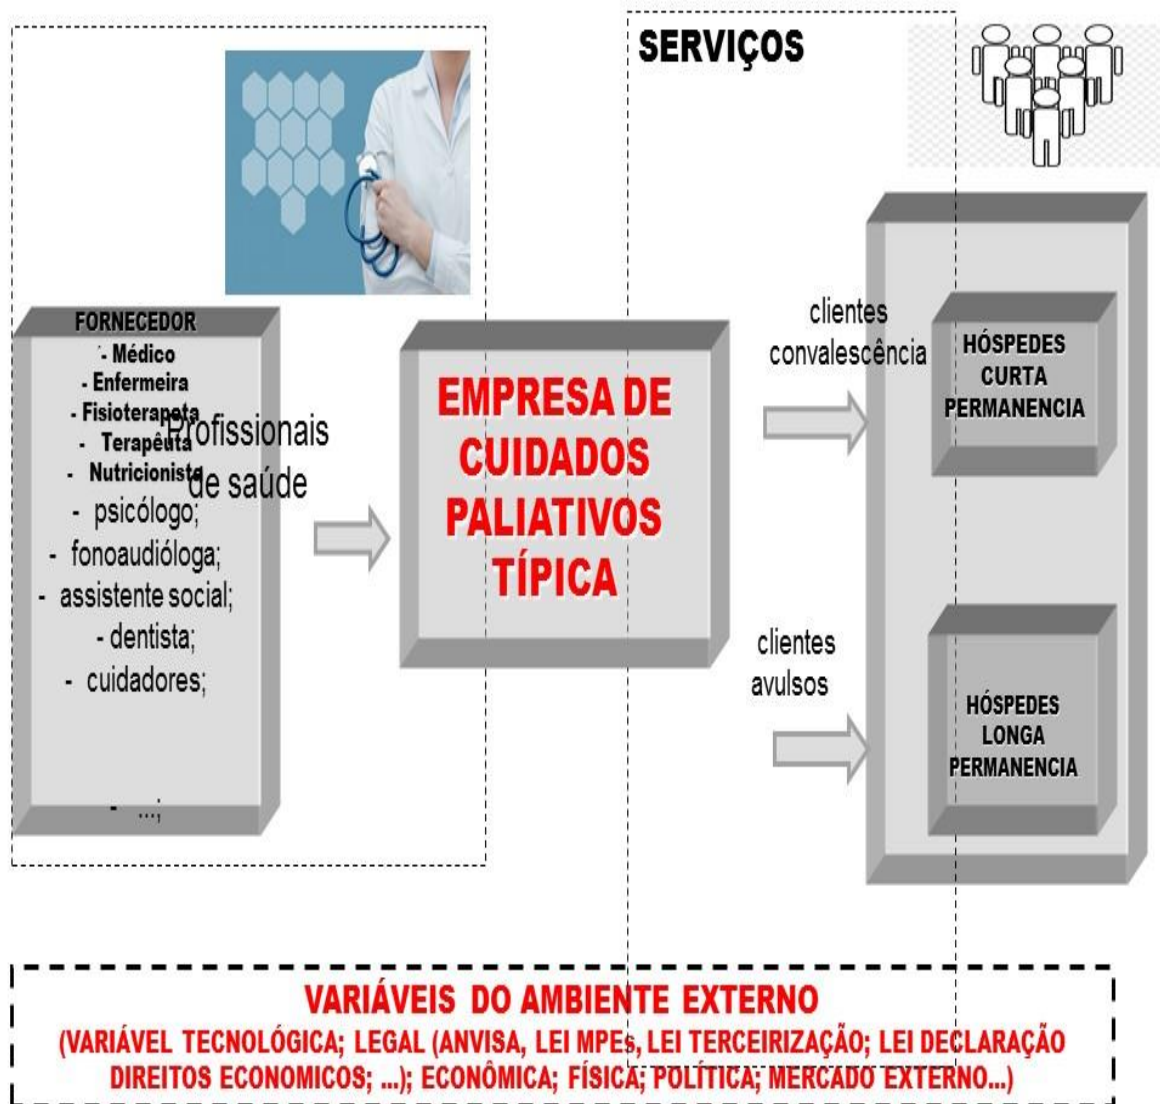 SERVIÇOS
FORNECEDOR
- Médico
- Enfermeira
- Fisioterapeta
- Terapêuta
- Nutricionista
- psicólogo;
- fonoaudióloga;
- assistente social;
- dentista;
- cuidadores;
- ...;
Profissionais
de saúde
EMPRESA DE
CUIDADOS
PALIATIVOS
TÍPICA
clientes
convalescência
HÓSPEDES
CURTA
PERMANENCIA
clientes
avulsos
HÓSPEDES
LONGA
PERMANENCIA
VARIÁVEIS DO AMBIENTE EXTERNO
(VARIÁVEL TECNOLÓGICA; LEGAL (ANVISA, LEI MPEs, LEI TERCEIRIZAÇÃO; LEI DECLARAÇÃO
DIREITOS ECONOMICOS; ...); ECONÔMICA; FÍSICA; POLÍTICA; MERCADO EXTERNO...)